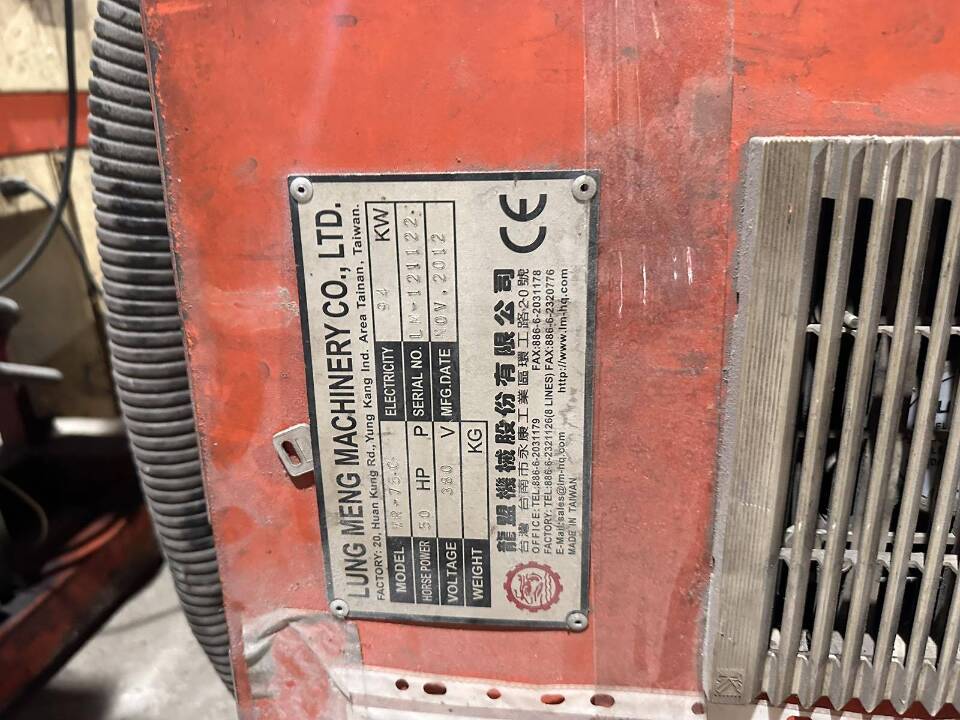 LUNG MENG MACHINERY CO., LTD.
FACTORY: 20, Huan Kung Rd., Yung Kang Ind. Area Tainan, Taiwan.
MODEL ELECTRICITY 94 KW
HORSE POWER 50 HP P SERIAL NO. 121122
VOLTAGE 380 V MFG.DATE NOV.2012
WEIGHT KG
龍盟機械股份有限公司 CE
台灣 台南市永康工業區環工路20號
OFFICE: TEL:886-6-2031179 FAX:886-6-2031178
FACTORY: TEL:886-6-2321126(8 LINES) FAX:886-6-2320776
E-Mail:sales@lm-hq.com http://www.lm-hq.com
MADE IN TAIWAN